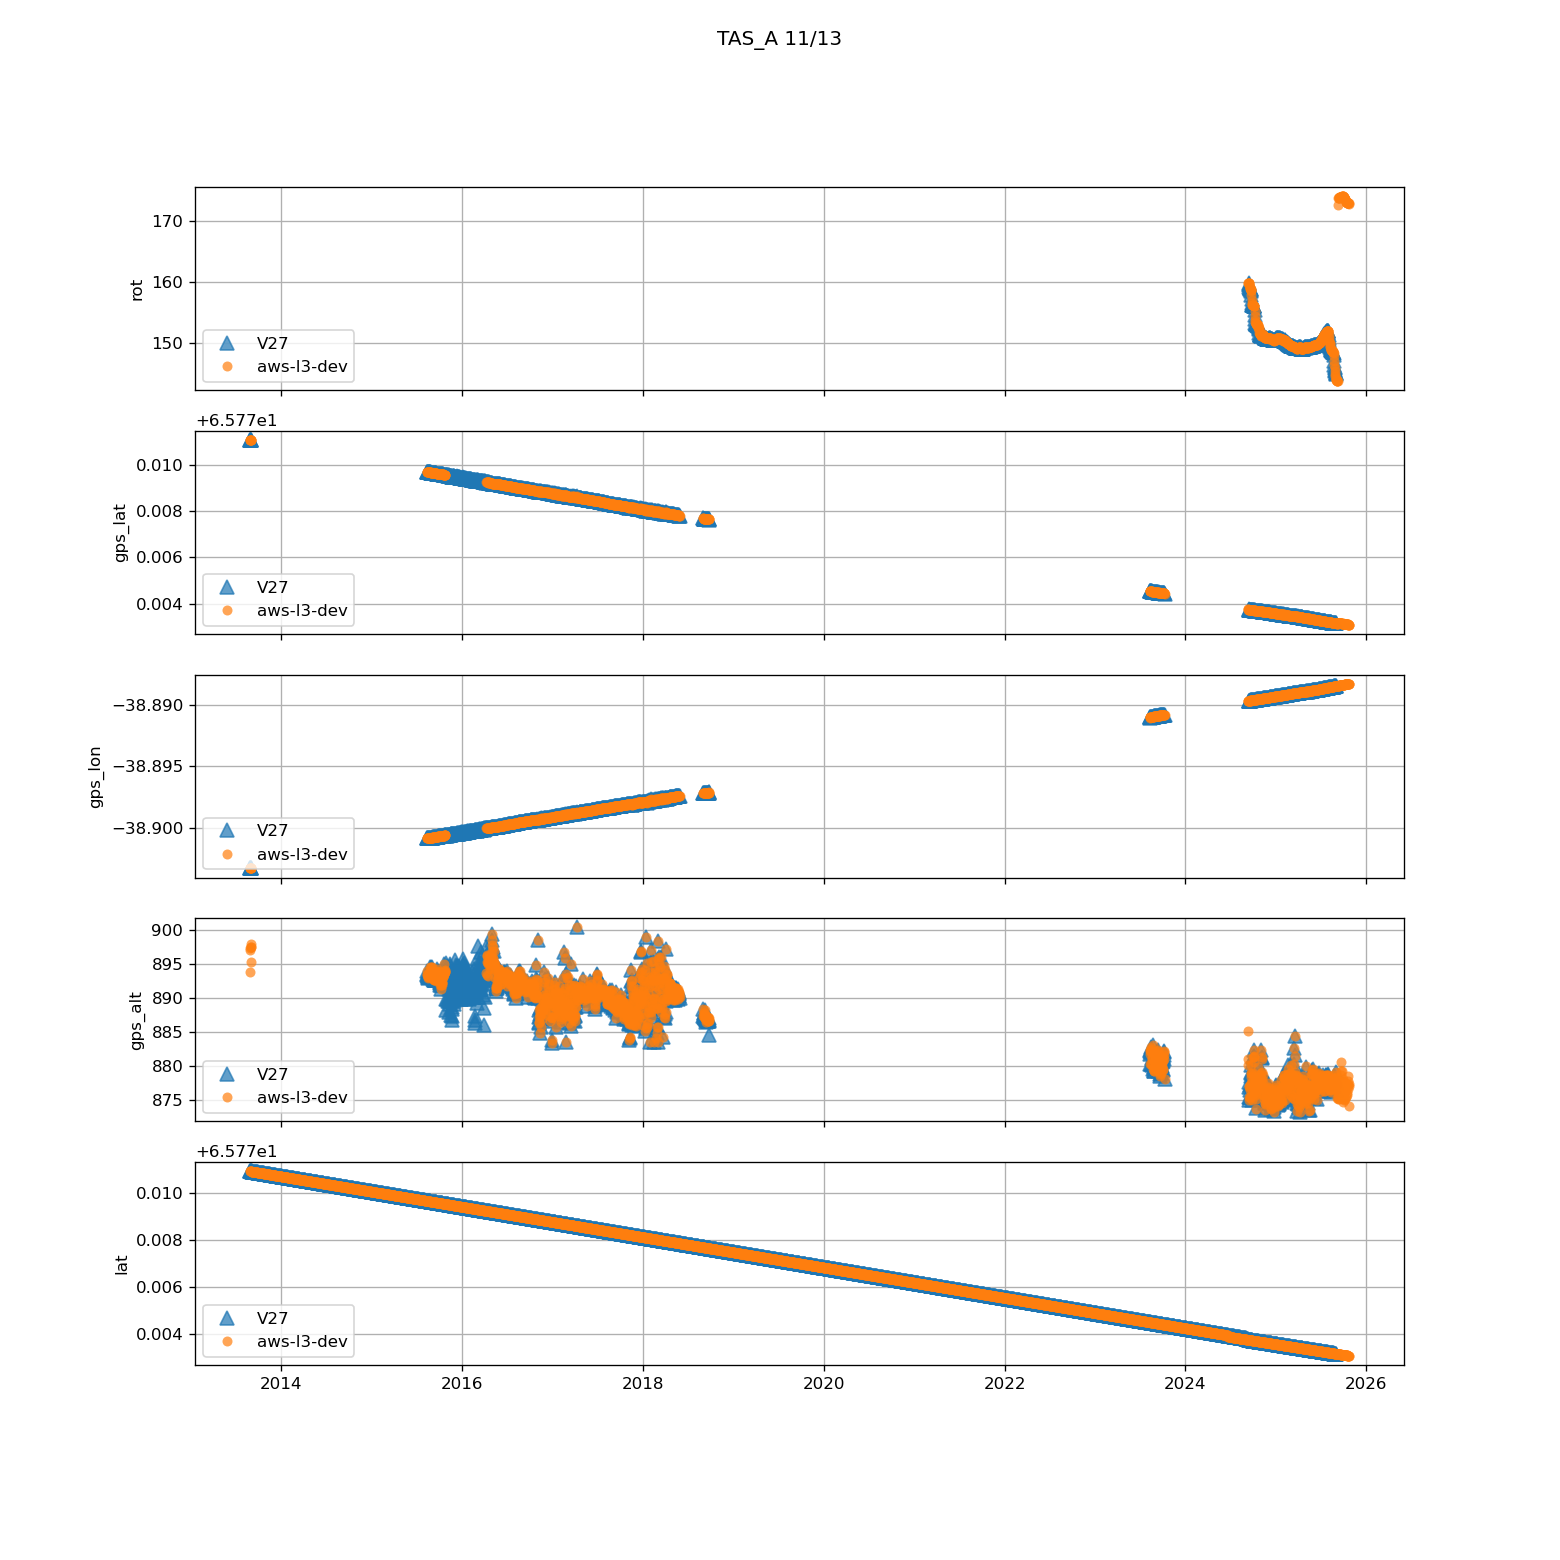 TAS_A 11/13
170
160
150
rot
V27
aws-l3-dev
+6.577e1
0.010
0.008
0.006
0.004
gps_lat
V27
aws-l3-dev
−38.890
−38.895
−38.900
gps_lon
V27
aws-l3-dev
900
895
890
885
880
875
gps_alt
V27
aws-l3-dev
+6.577e1
0.010
0.008
0.006
0.004
lat
V27
aws-l3-dev
2014 2016 2018 2020 2022 2024 2026